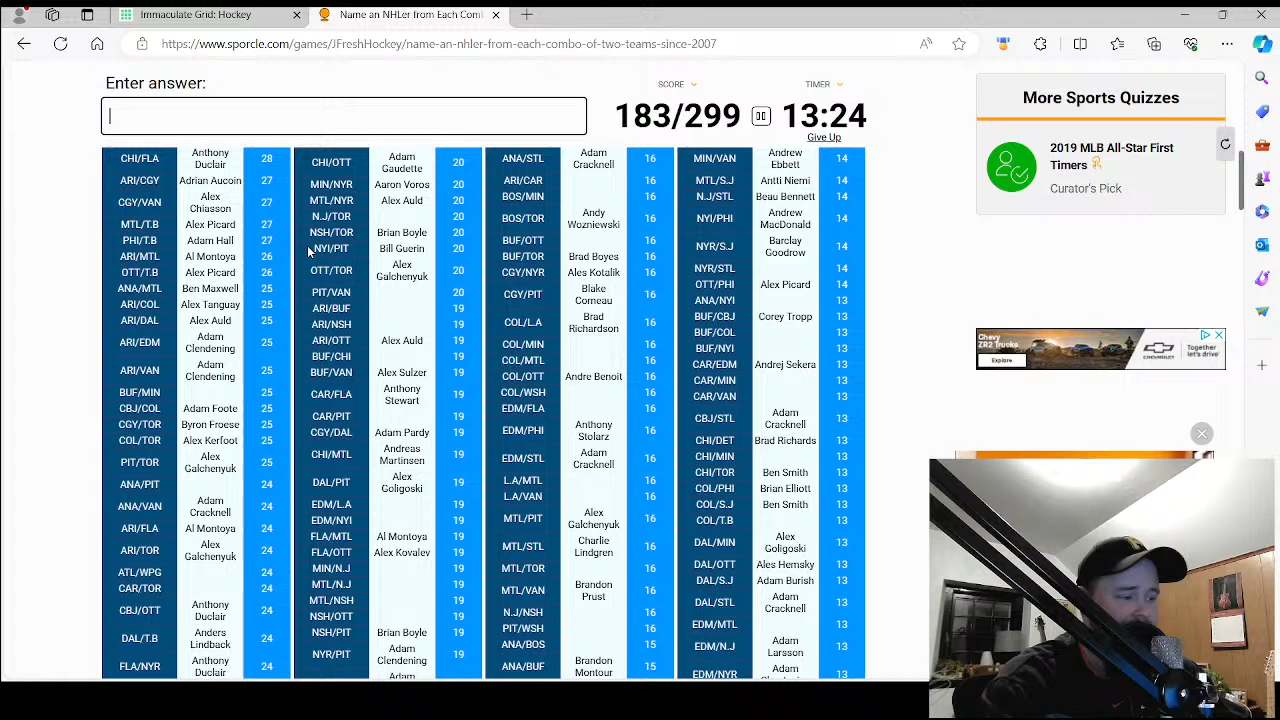 Immaculate Grid: Hockey
Name an NHLer from Each Comb
https://www.sporcle.com/games/JFreshHockey/name-an-nhler-from-each-combo-of-two-teams-since-2007
Enter answer:
SCORE
TIMER
183/299
13:24
Give Up
CHI/FLA Anthony Duclair 28
ARI/CGY Adrian Aucoin 27
CGY/VAN Alex Chiasson 27
MTL/T.B Alex Picard 27
PHI/T.B Adam Hall 27
ARI/MTL Al Montoya 26
OTT/T.B Alex Picard 26
ANA/MTL Ben Maxwell 25
ARI/COL Alex Tanguay 25
ARI/DAL Alex Auld 25
ARI/EDM Adam Clendening 25
ARI/VAN Adam Clendening 25
BUF/MIN 25
CBJ/COL Adam Foote 25
CGY/TOR Byron Froese 25
COL/TOR Alex Kerfoot 25
PIT/TOR Alex Galchenyuk 25
ANA/PIT 24
ANA/VAN Adam Cracknell 24
ARI/FLA Al Montoya 24
ARI/TOR Alex Galchenyuk 24
ATL/WPG 24
CAR/TOR 24
CBJ/OTT Anthony Duclair 24
DAL/T.B Anders Lindback 24
FLA/NYR Anthony Duclair 24
CHI/OTT Adam Gaudette 20
MIN/NYR Aaron Voros 20
MTL/NYR Alex Auld 20
N.J/TOR 20
NSH/TOR Brian Boyle 20
NYI/PIT Bill Guerin 20
OTT/TOR Alex Galchenyuk 20
PIT/VAN 20
ARI/BUF 19
ARI/NSH 19
ARI/OTT Alex Auld 19
BUF/CHI 19
BUF/VAN Alex Sulzer 19
CAR/FLA Anthony Stewart 19
CAR/PIT 19
CGY/DAL Adam Pardy 19
CHI/MTL Andreas Martinsen 19
DAL/PIT Alex Goligoski 19
EDM/L.A 19
EDM/NYI 19
FLA/MTL Al Montoya 19
FLA/OTT Alex Kovalev 19
MIN/N.J 19
MTL/N.J 19
MTL/NSH 19
NSH/OTT 19
NSH/PIT Brian Boyle 19
NYR/PIT Adam Clendening 19
Adam
ANA/STL Adam Cracknell 16
ARI/CAR 16
BOS/MIN 16
BOS/TOR Andy Wozniewski 16
BUF/OTT 16
BUF/TOR Brad Boyes 16
CGY/NYR Ales Kotalik 16
CGY/PIT Blake Comeau 16
COL/L.A Brad Richardson 16
COL/MIN 16
COL/MTL 16
COL/OTT Andre Benoit 16
COL/WSH 16
EDM/FLA 16
EDM/PHI Anthony Stolarz 16
EDM/STL Adam Cracknell 16
L.A/MTL 16
L.A/VAN 16
MTL/PIT Alex Galchenyuk 16
MTL/STL Charlie Lindgren 16
MTL/TOR 16
MTL/VAN Brandon Prust 16
N.J/NSH 16
PIT/WSH 16
ANA/BOS 15
ANA/BUF Brandon Montour 15
MIN/VAN Andrew Ebbett 14
MTL/S.J Antti Niemi 14
N.J/STL Beau Bennett 14
NYI/PHI Andrew MacDonald 14
NYR/S.J Barclay Goodrow 14
NYR/STL 14
OTT/PHI Alex Picard 14
ANA/NYI 13
BUF/CBJ Corey Tropp 13
BUF/COL 13
BUF/NYI 13
CAR/EDM Andrej Sekera 13
CAR/MIN 13
CAR/VAN 13
CBJ/STL Adam Cracknell 13
CHI/DET Brad Richards 13
CHI/MIN 13
CHI/TOR Ben Smith 13
COL/PHI Brian Elliott 13
COL/S.J Ben Smith 13
COL/T.B 13
DAL/MIN Alex Goligoski 13
DAL/OTT Ales Hemsky 13
DAL/S.J Adam Burish 13
DAL/STL Adam Cracknell 13
EDM/MTL 13
EDM/N.J Adam Larsson 13
EDM/NYR Adam 13
More Sports Quizzes
2019 MLB All-Star First
Timers
Curator's Pick
Chevy
ZR2 Trucks
Explore
CHEVROLET
Together
let's drive